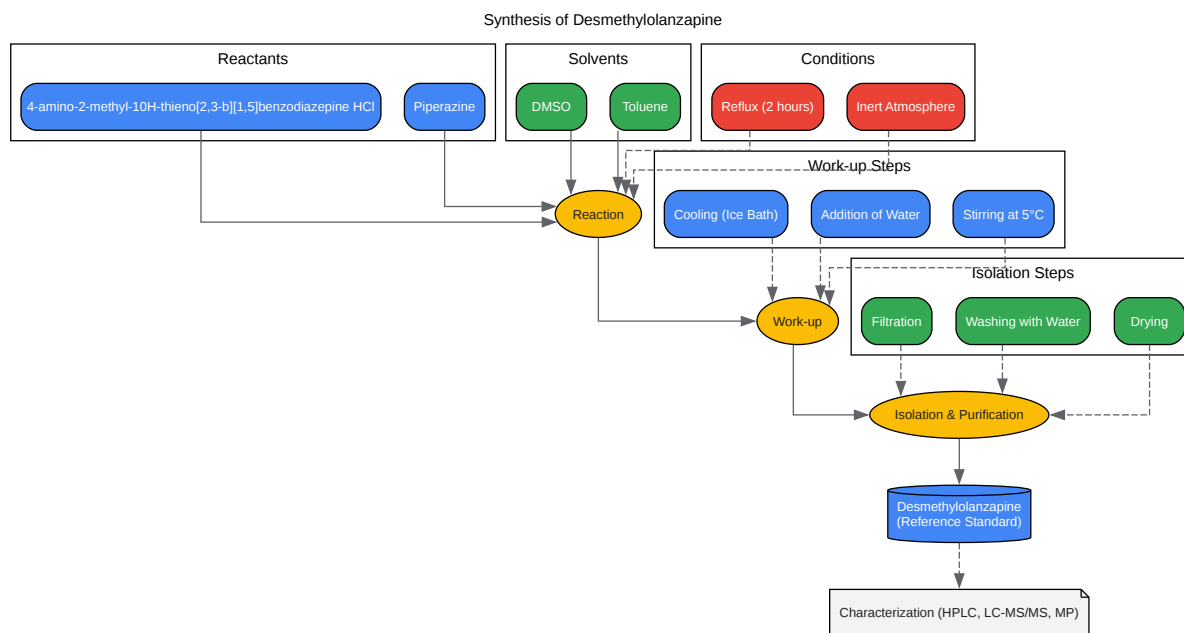 Synthesis of Desmethylolanzapine
Reactants
Solvents
Conditions
4-amino-2-methyl-10H-thieno[2,3-b][1,5]benzodiazepine HCl
Piperazine
DMSO
Toluene
Reflux (2 hours)
Inert Atmosphere
Work-up Steps
Cooling (Ice Bath)
Addition of Water
Stirring at 5°C
Reaction
Isolation Steps
Filtration
Washing with Water
Drying
Work-up
Isolation & Purification
Desmethylolanzapine
(Reference Standard)
Characterization (HPLC, LC-MS/MS, MP)